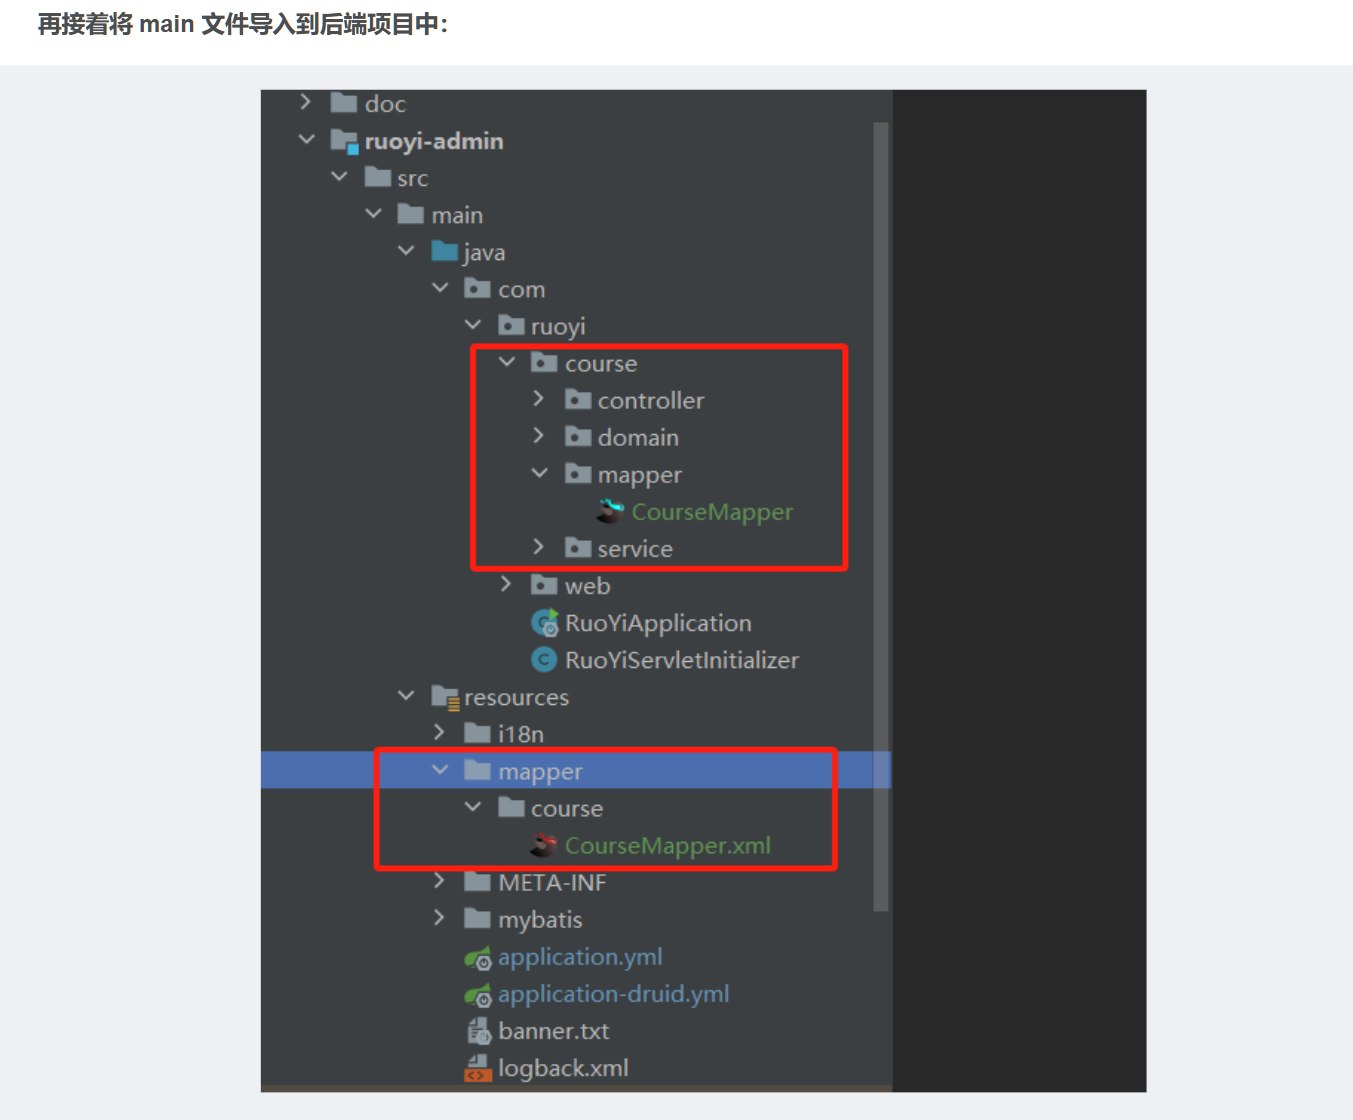 再接着将 main 文件导入到后端项目中：
doc
ruoyi-admin
src
main
java
com
ruoyi
course
controller
domain
mapper
CourseMapper
service
web
RuoYiApplication
RuoYiServletInitializer
resources
i18n
mapper
course
CourseMapper.xml
META-INF
mybatis
application.yml
application-druid.yml
banner.txt
logback.xml